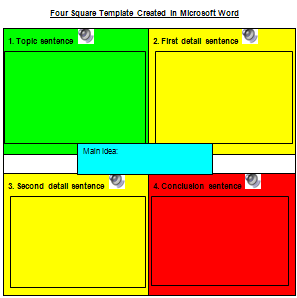 Four Square Template Created in Microsoft Word
1. Topic sentence
2. First detail sentence
Main Idea:
3. Second detail sentence
4. Conclusion sentence